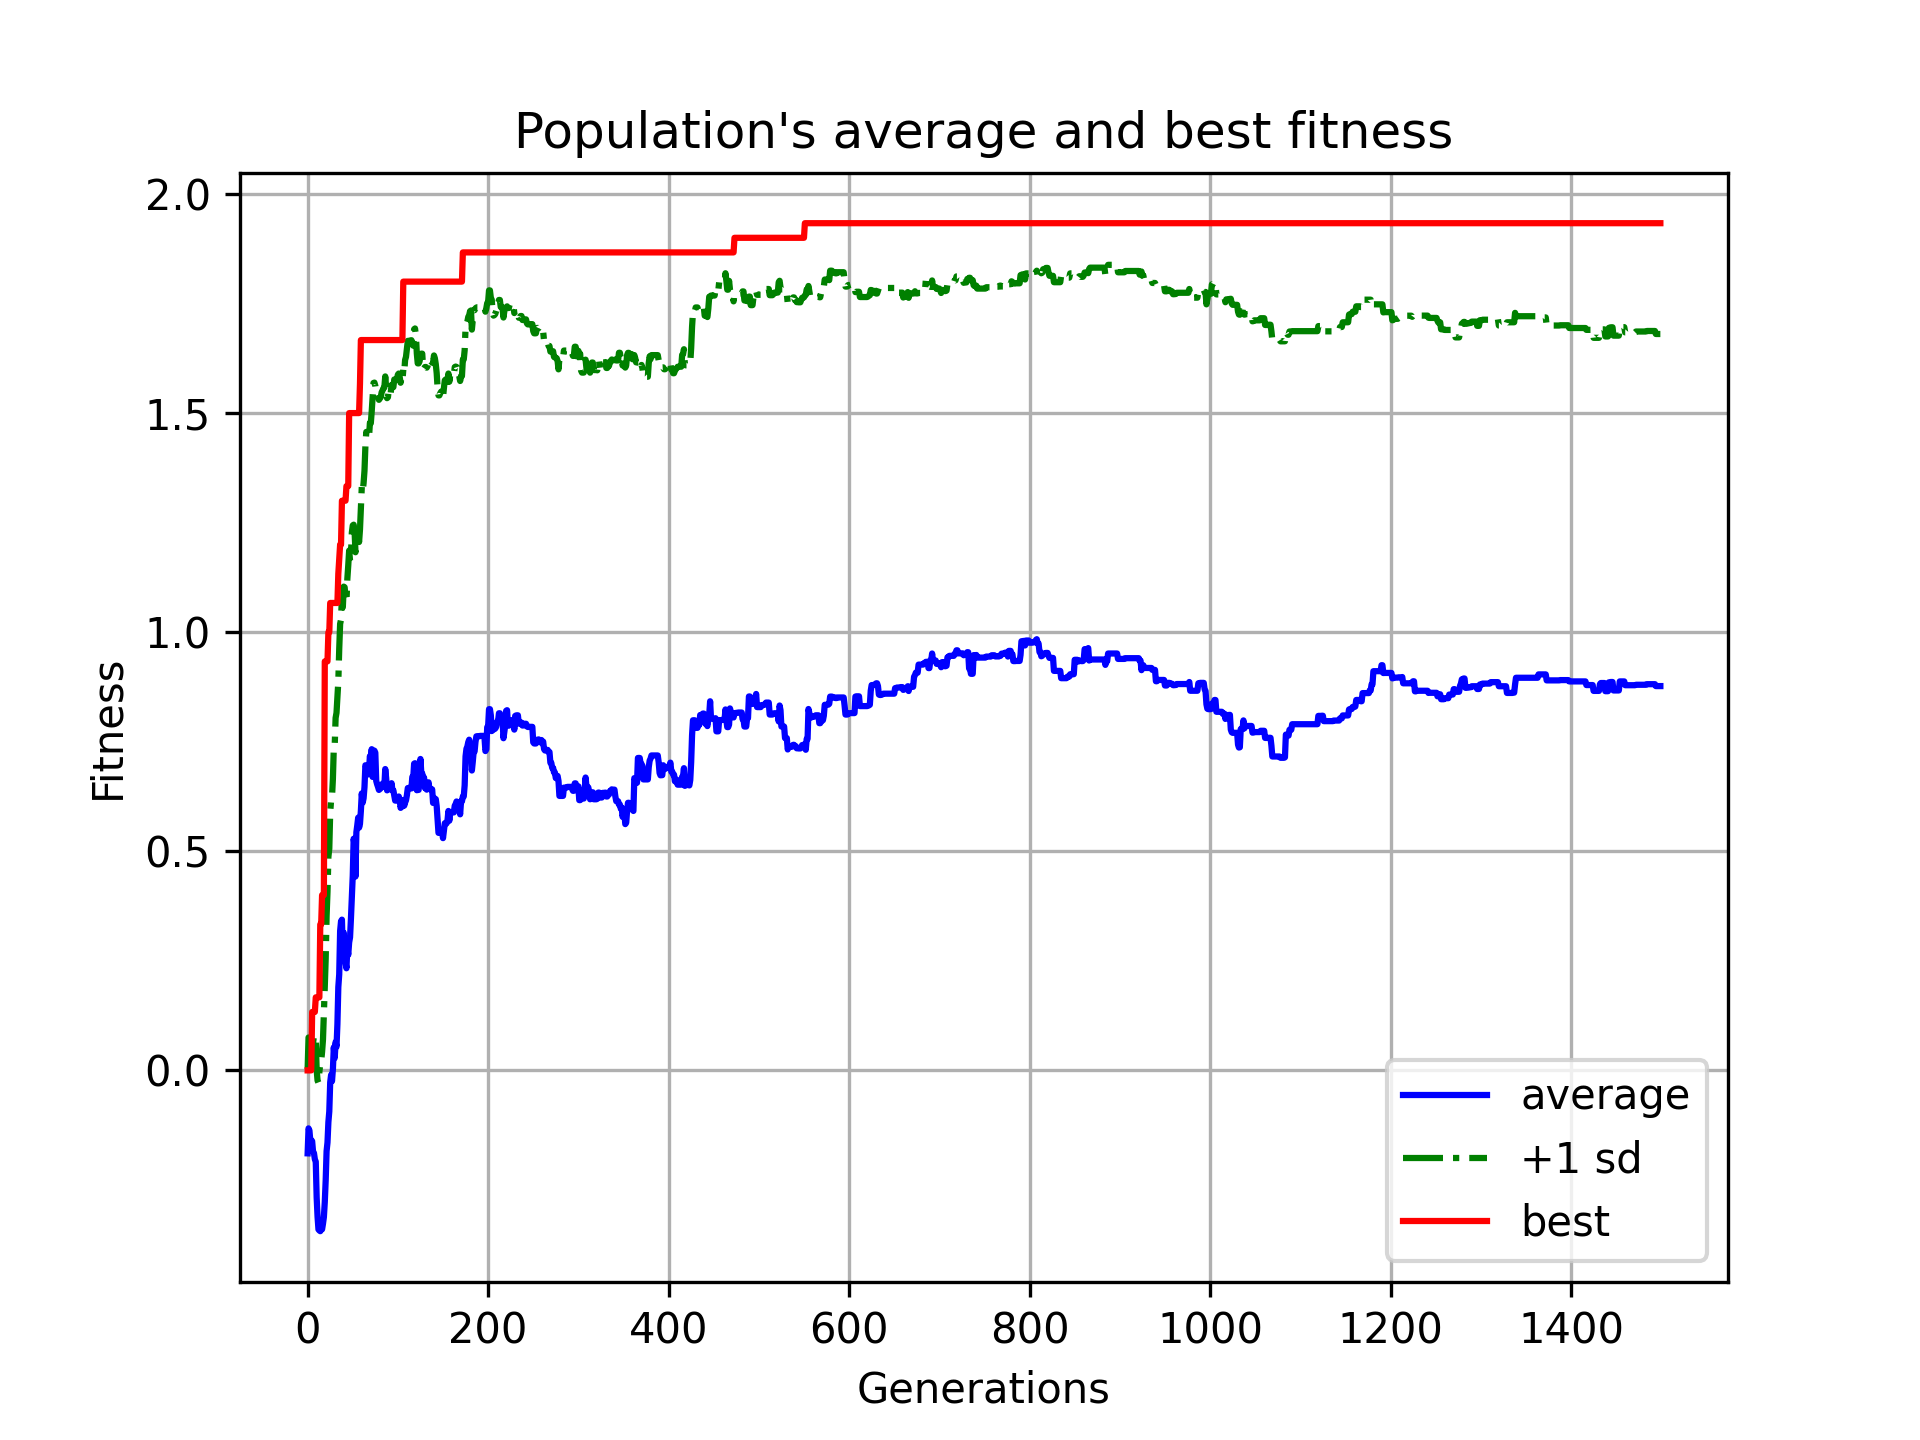 Population's average and best fitness
2.0
1.5
1.0
0.5
0.0
Fitness
0 200 400 600 800 1000 1200 1400
Generations
average
+1 sd
best